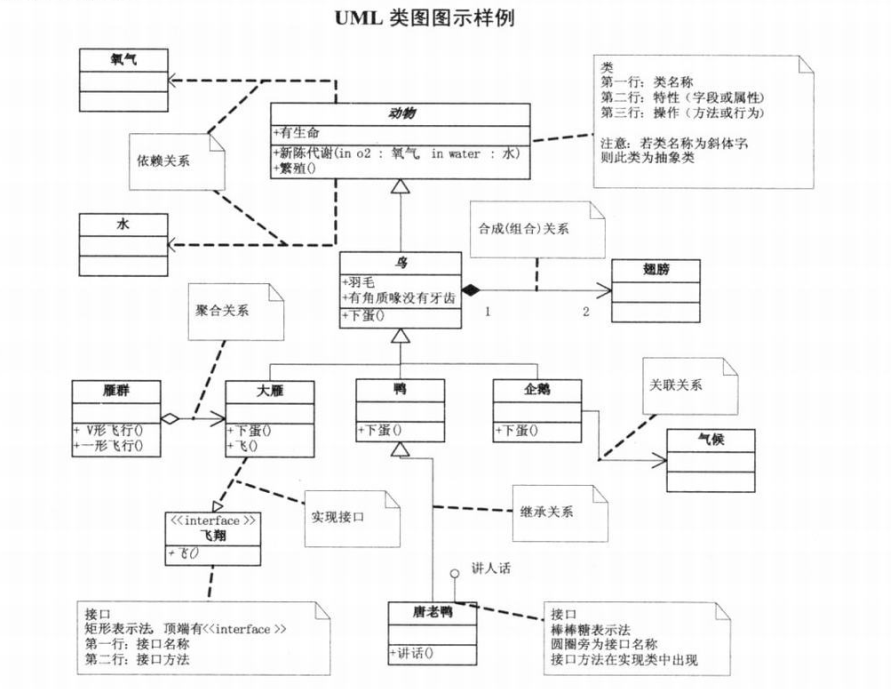 UML 类图图示样例
氧气
动物
+有生命
+新陈代谢(in o2 : 氧气, in water : 水)
+繁殖()
类
第一行：类名称
第二行：特性（字段或属性）
第三行：操作（方法或行为）
注意：若类名称为斜体字
则此类为抽象类
依赖关系
水
合成(组合)关系
鸟
+羽毛
+有角质喙没有牙齿
+下蛋()
1
2
翅膀
聚合关系
雁群
+ V形飞行()
+一形飞行()
大雁
+下蛋()
+飞()
鸭
+下蛋()
企鹅
+下蛋()
关联关系
气候
实现接口
继承关系
<<interface >>
飞翔
+飞()
讲人话
唐老鸭
+讲话()
接口
矩形表示法，顶端有<<interface >>
第一行：接口名称
第二行：接口方法
接口
棒棒糖表示法
圆圈旁为接口名称
接口方法在实现类中出现